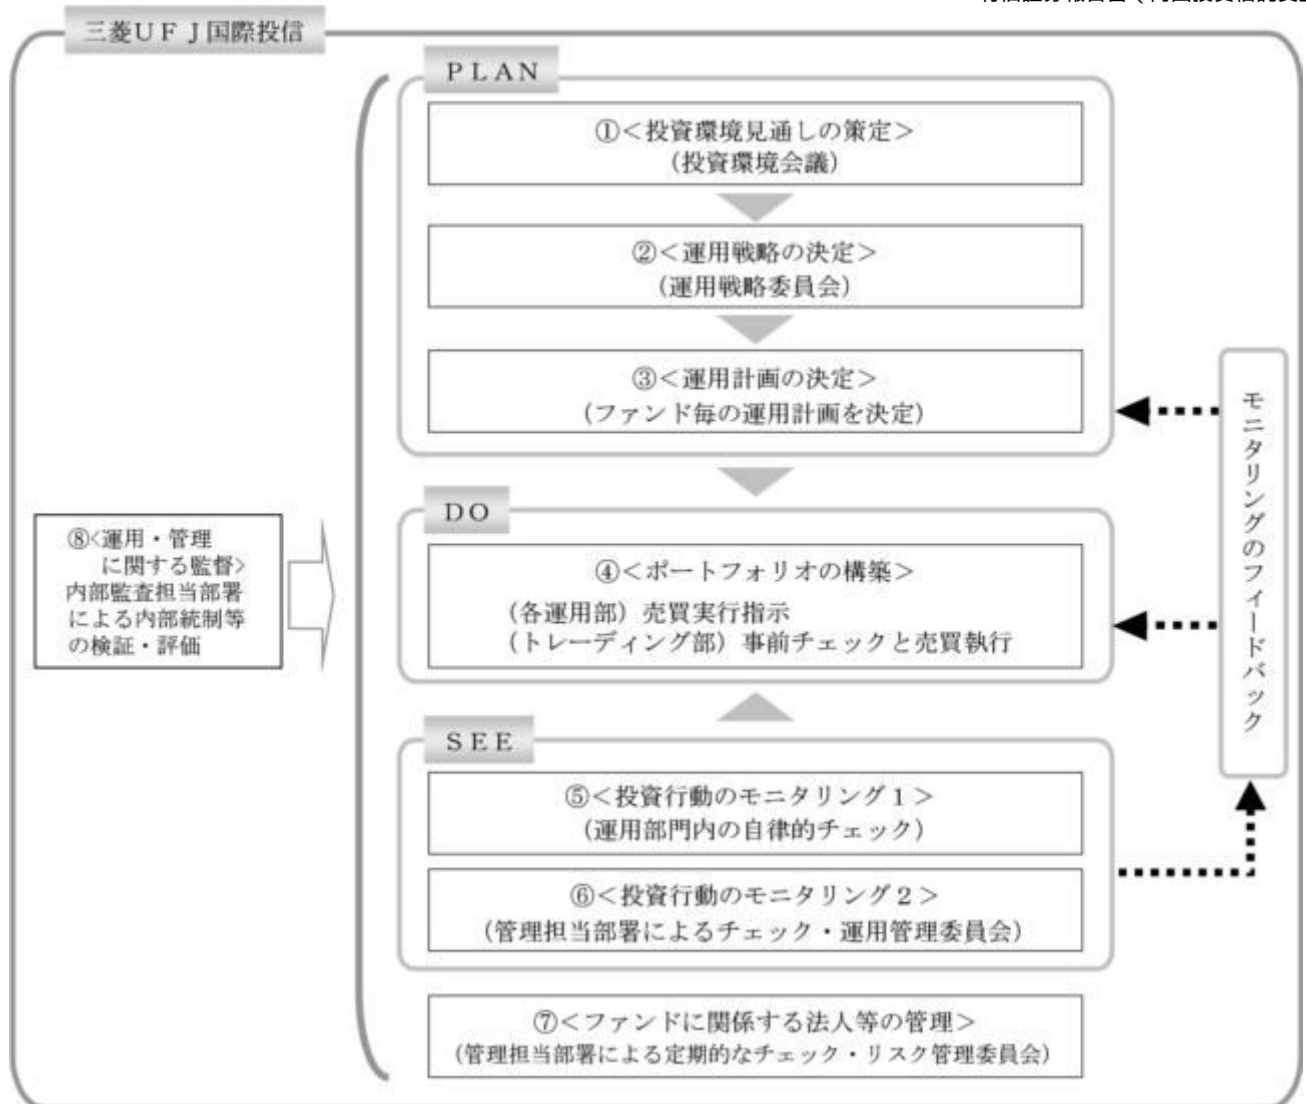 三菱ＵＦＪ国際投信
ＰＬＡＮ
①＜投資環境見通しの策定＞
（投資環境会議）
②＜運用戦略の決定＞
（運用戦略委員会）
③＜運用計画の決定＞
（ファンド毎の運用計画を決定）
ＤＯ
④＜ポートフォリオの構築＞
（各運用部）売買実行指示
（トレーディング部）事前チェックと売買執行
ＳＥＥ
⑤＜投資行動のモニタリング１＞
（運用部門内の自律的チェック）
⑥＜投資行動のモニタリング２＞
（管理担当部署によるチェック・運用管理委員会）
⑦＜ファンドに関係する法人等の管理＞
（管理担当部署による定期的なチェック・リスク管理委員会）
⑧<運用・管理
に関する監督>
内部監査担当部署
による内部統制等
の検証・評価
モニタリングのフィードバック